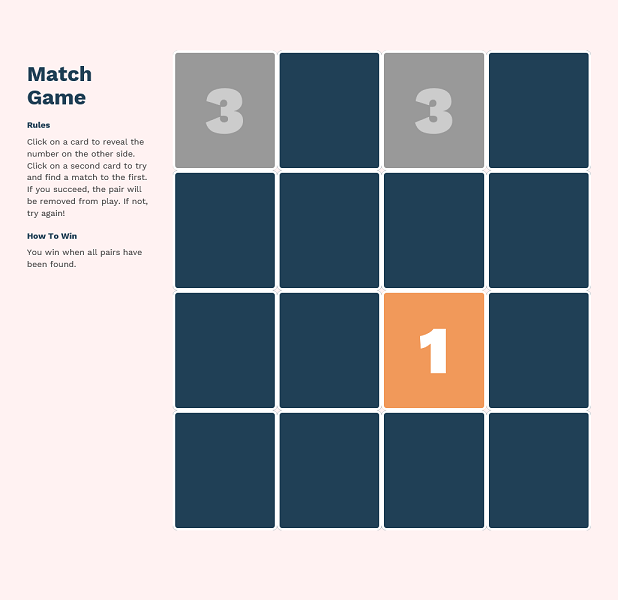 Match
Game
Rules
Click on a card to reveal the
number on the other side.
Click on a second card to try
and find a match to the first.
If you succeed, the pair will
be removed from play. If not,
try again!
How To Win
You win when all pairs have
been found.
3 3
1